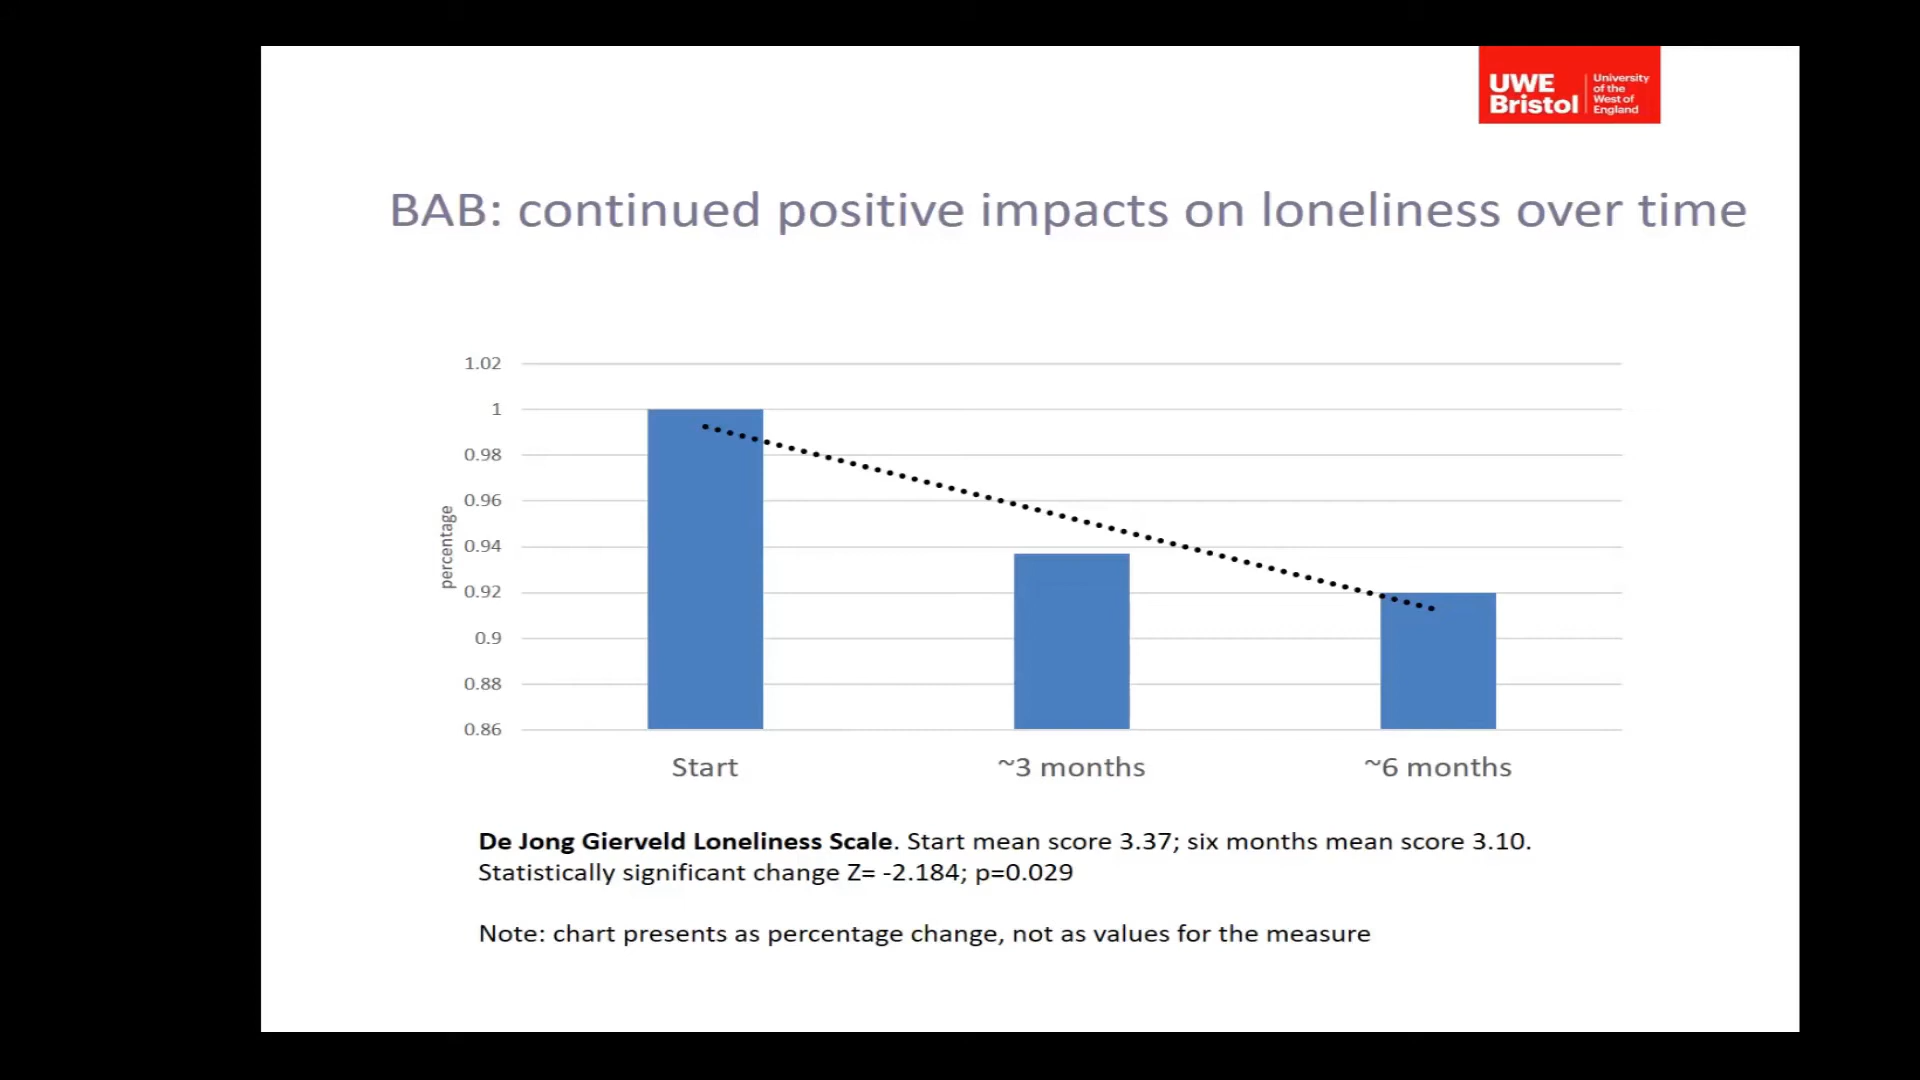 UWE Bristol
University of the West of England
BAB: continued positive impacts on loneliness over time
1.02
1
0.98
0.96
0.94
0.92
0.9
0.88
0.86
percentage
Start
~3 months
~6 months
De Jong Gierveld Loneliness Scale. Start mean score 3.37; six months mean score 3.10.
Statistically significant change Z= -2.184; p=0.029
Note: chart presents as percentage change, not as values for the measure